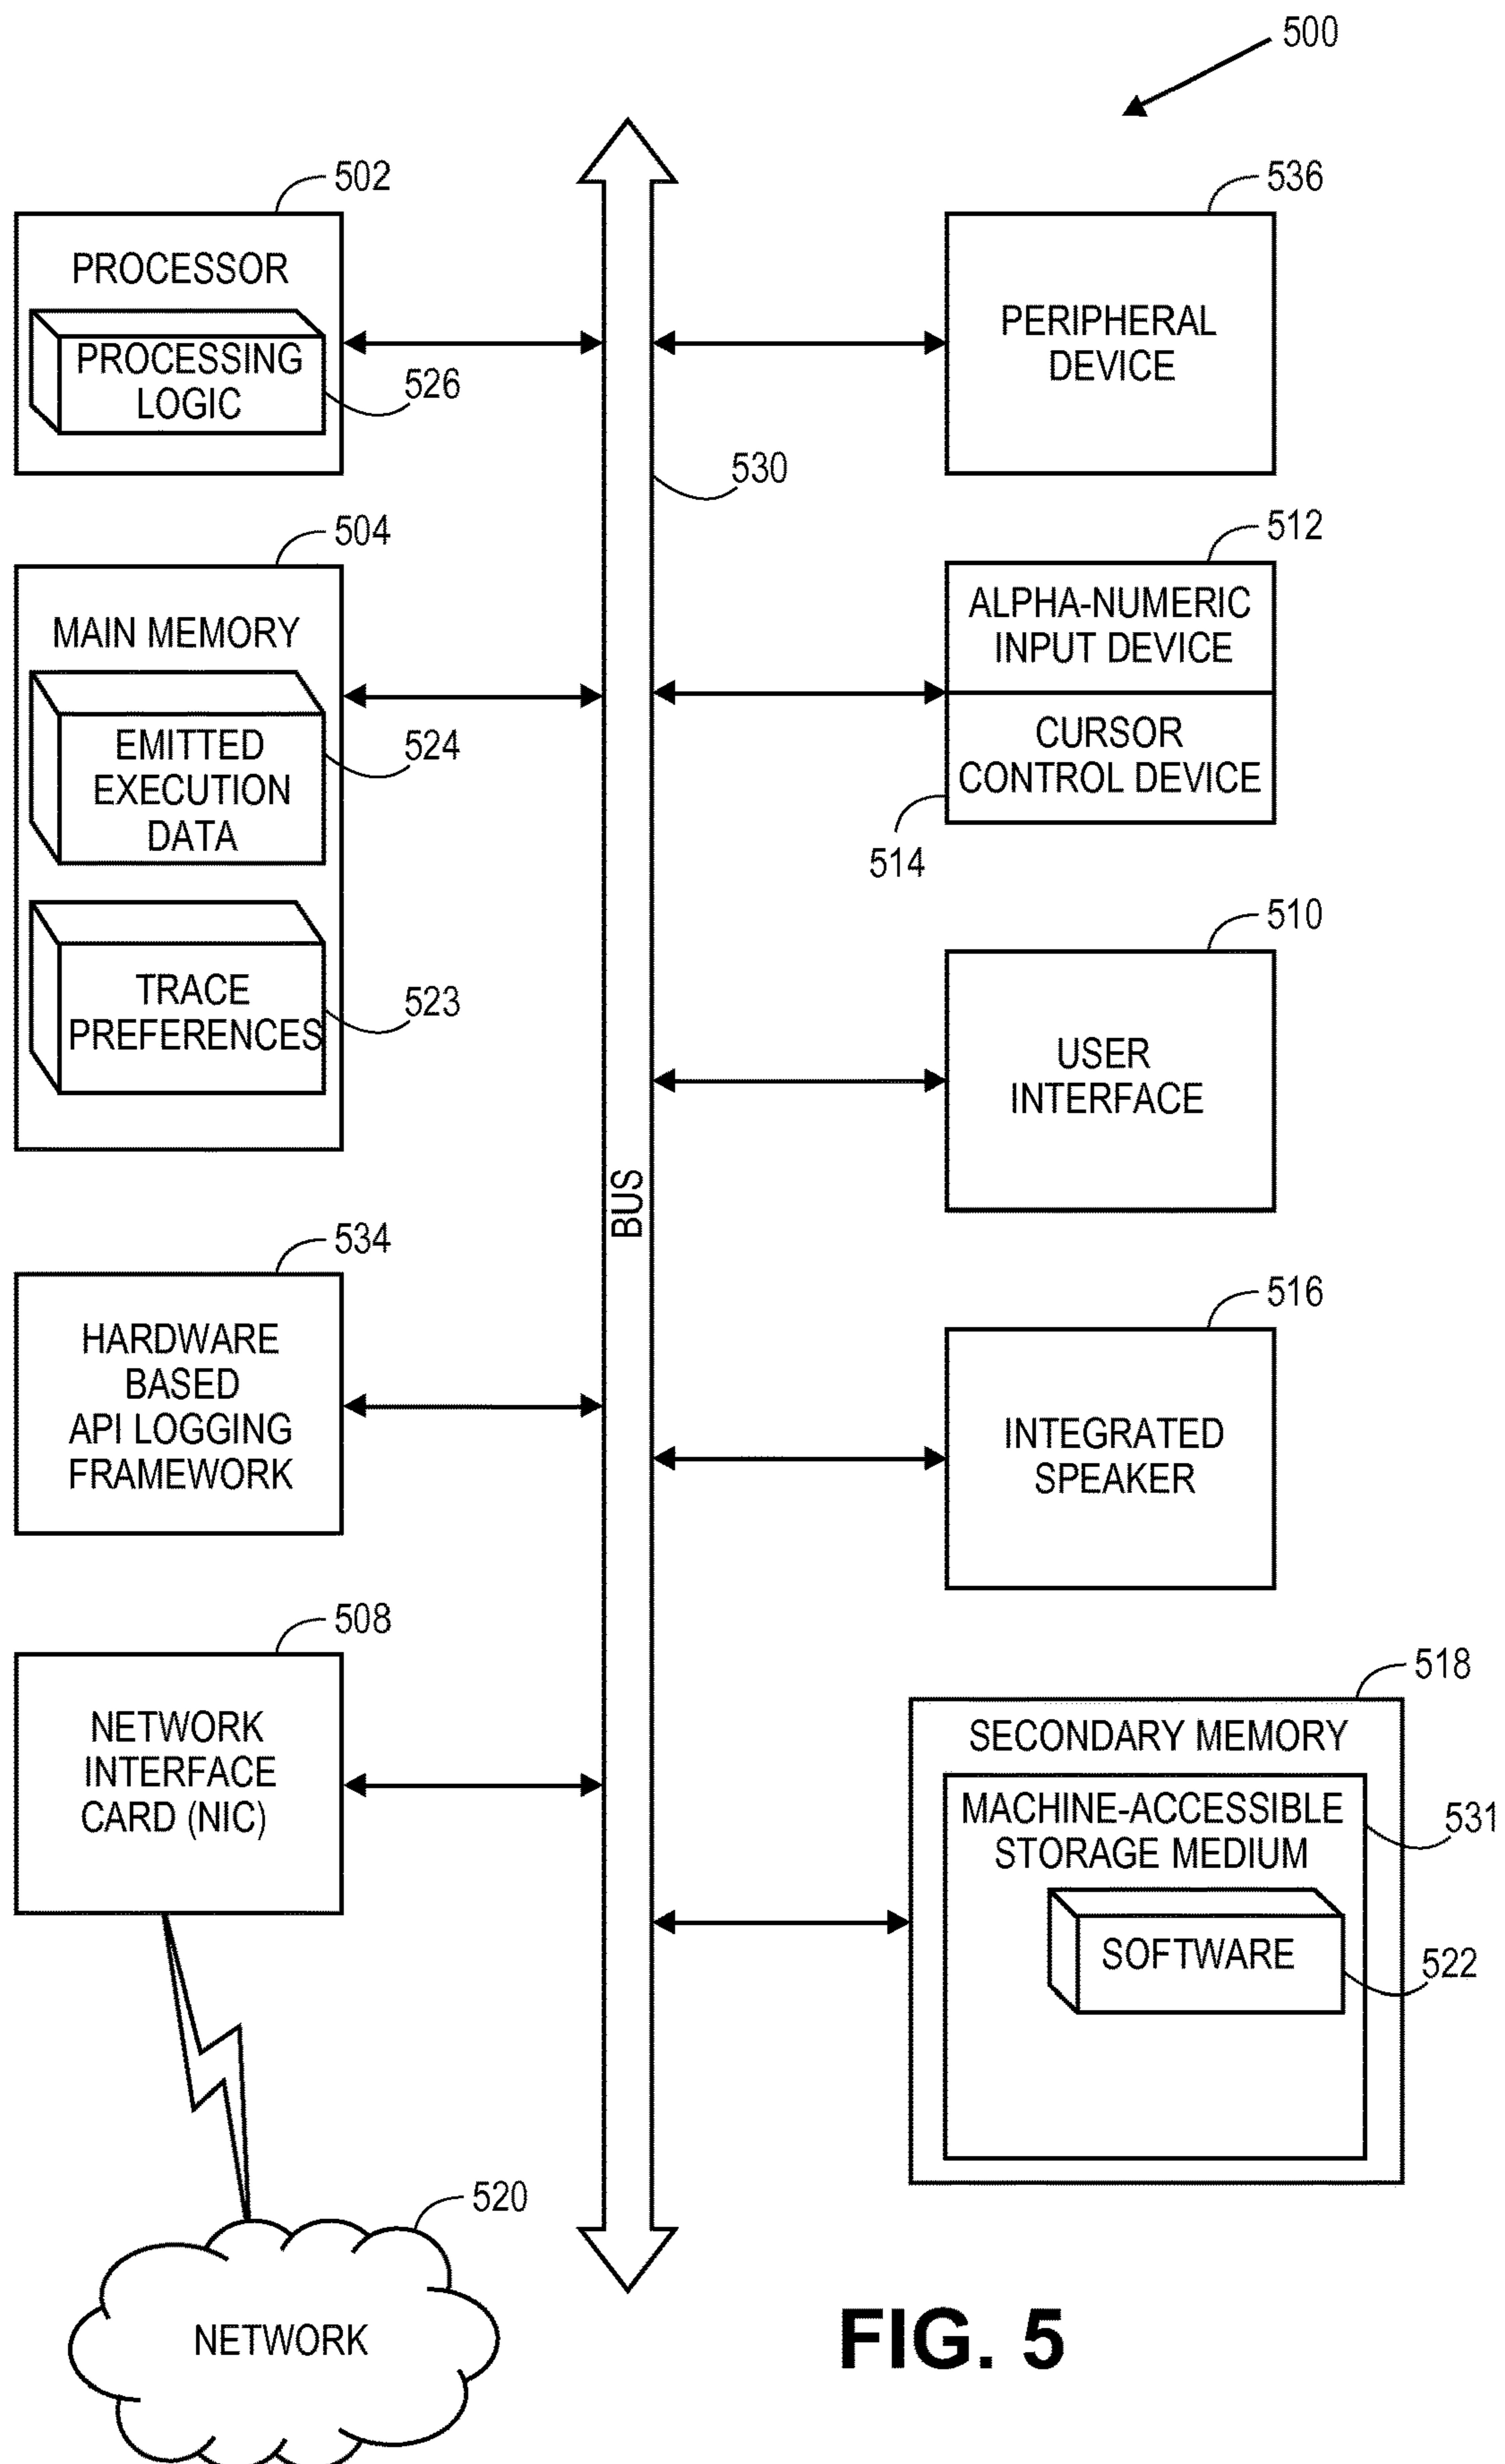 500
502
PROCESSOR
PROCESSING
LOGIC
526
536
PERIPHERAL
DEVICE
530
504
MAIN MEMORY
EMITTED
EXECUTION
DATA
524
TRACE
PREFERENCES
523
512
ALPHA-NUMERIC
INPUT DEVICE
CURSOR
CONTROL DEVICE
514
510
USER
INTERFACE
BUS
534
HARDWARE
BASED
API LOGGING
FRAMEWORK
516
INTEGRATED
SPEAKER
508
NETWORK
INTERFACE
CARD (NIC)
518
SECONDARY MEMORY
MACHINE-ACCESSIBLE
STORAGE MEDIUM
531
SOFTWARE
522
520
NETWORK
FIG. 5